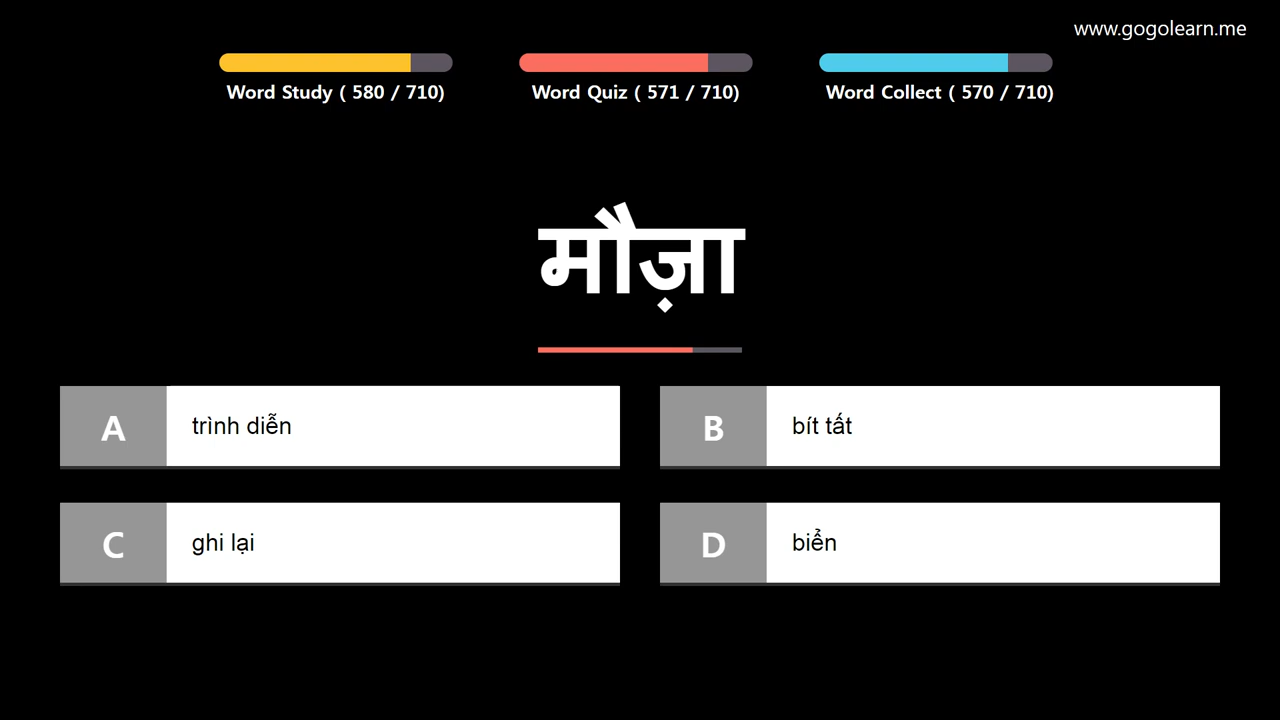 www.gogolearn.me
Word Study ( 580 / 710)
Word Quiz ( 571 / 710)
Word Collect ( 570 / 710)
मौज़ा
A trình diễn
B bít tất
C ghi lại
D biển